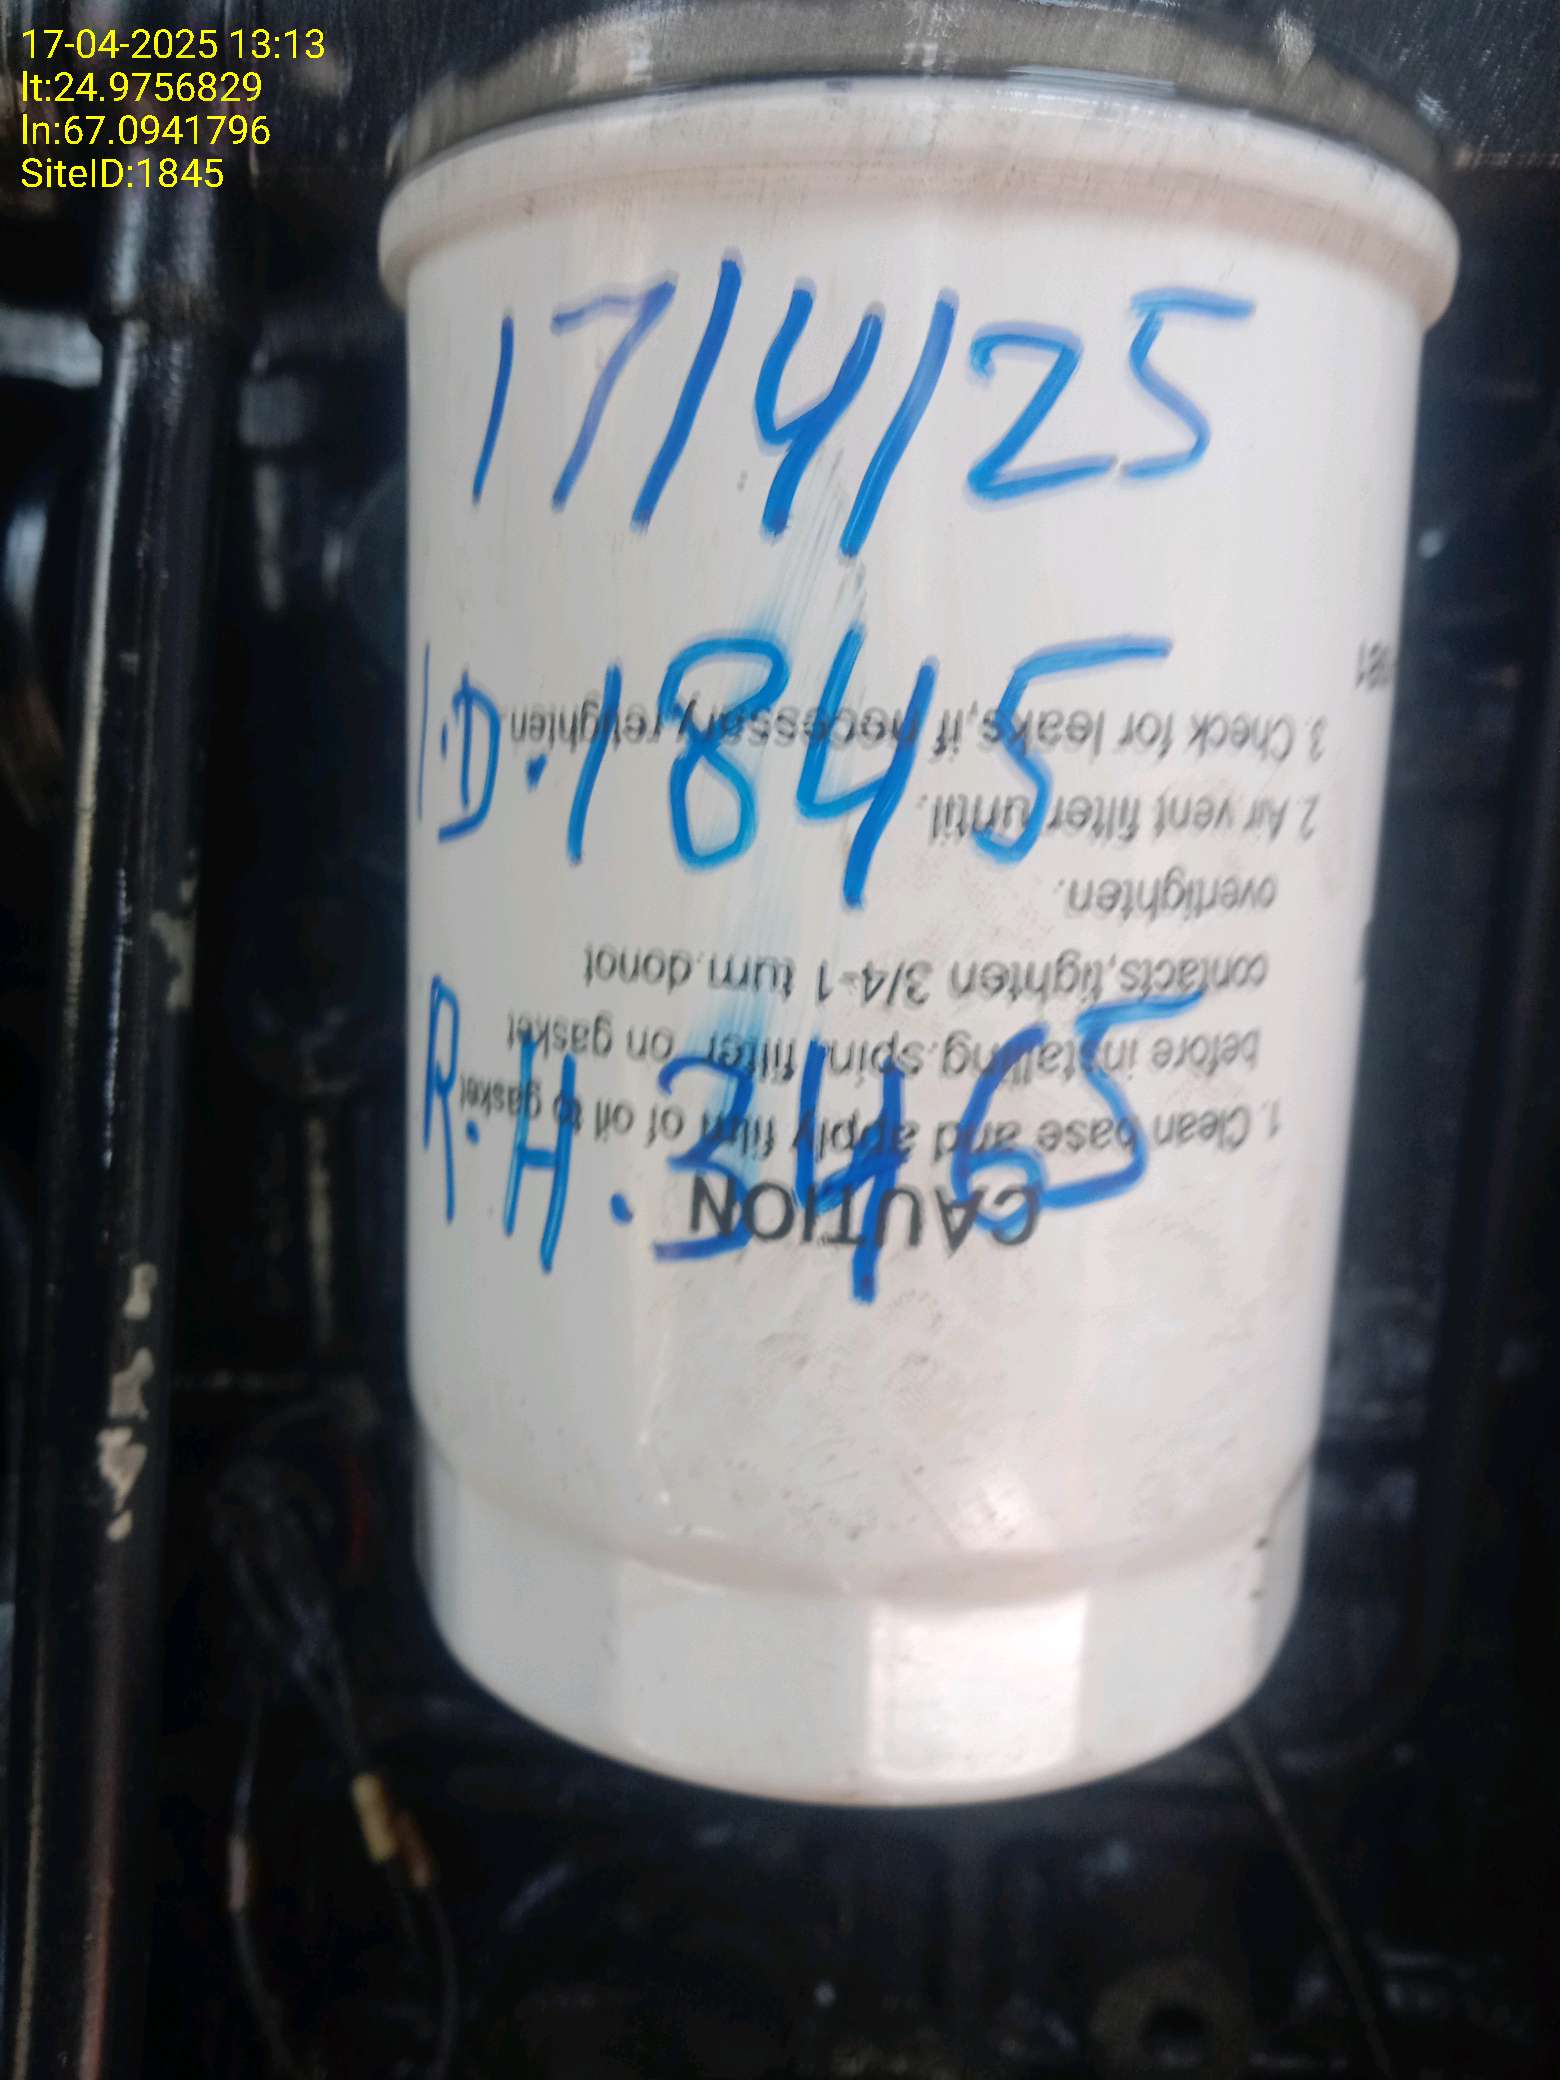 17-04-2025 13:13
lt:24.9756829
ln:67.0941796
SiteID:1845
17/4/25
I.D.1845
R.H.3465
CAUTION
1. Clean base and apply film of oil to gasket
before installing.spin filter on gasket
contacts,tighten 3/4-1 turn.donot
overtighten.
2. Air vent filter until.
3. Check for leaks,if necessary retighten.